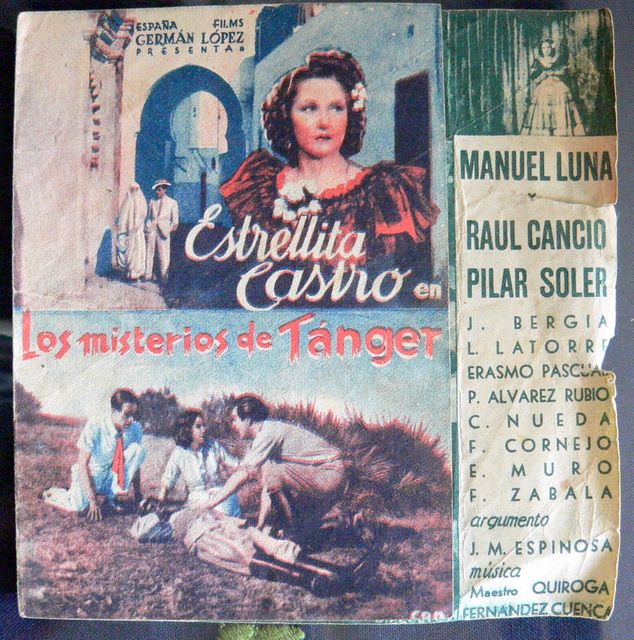 ESPAÑA FILMS
GERMÁN LÓPEZ
PRESENTA a
Estrellita
Castro en
Los misterios de Tánger
MANUEL LUNA
Y
RAUL CANCIO
PILAR SOLER
J. BERGIA
L. LATORRE
ERASMO PASCUAL
P. ALVAREZ RUBIO
C. NUEDA
F. CORNEJO
E. MURO
F. ZABALA
argumento
J. M. ESPINOSA
música
Maestro QUIROGA
FERNANDEZ CUENCA